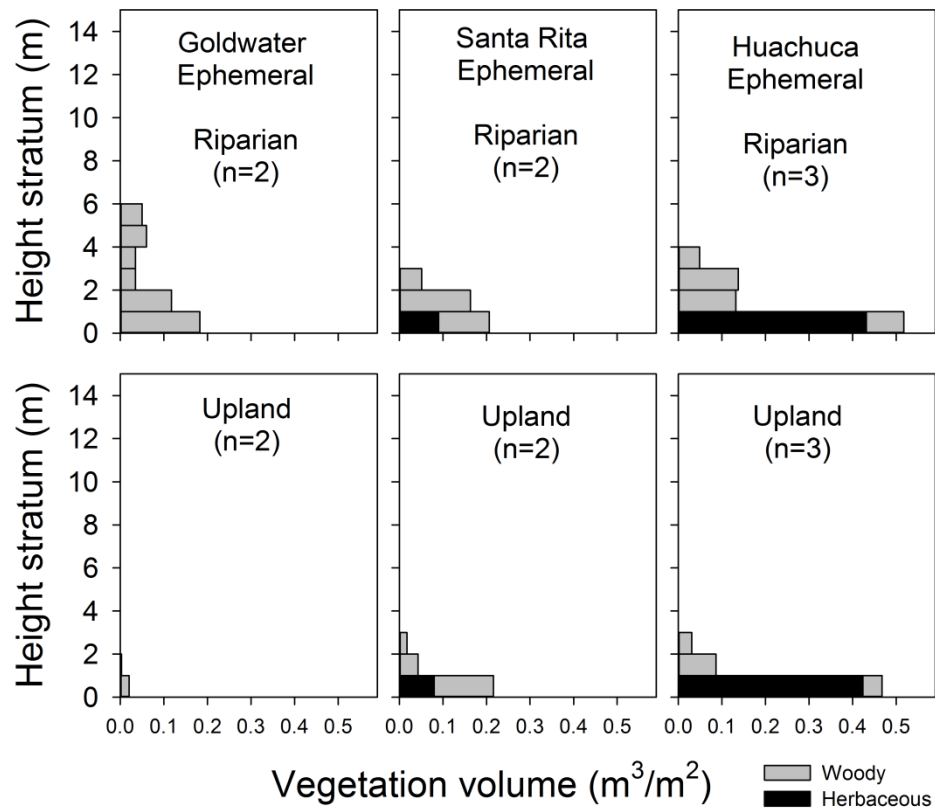 Height stratum (m)
14
12
10
8
6
4
2
0
Goldwater
Ephemeral
Riparian
(n=2)
Santa Rita
Ephemeral
Riparian
(n=2)
Huachuca
Ephemeral
Riparian
(n=3)
Height stratum (m)
14
12
10
8
6
4
2
0
Upland
(n=2)
Upland
(n=2)
Upland
(n=3)
0.0 0.1 0.2 0.3 0.4 0.5
0.0 0.1 0.2 0.3 0.4 0.5
0.0 0.1 0.2 0.3 0.4 0.5
Vegetation volume (m³/m²)
Woody
Herbaceous